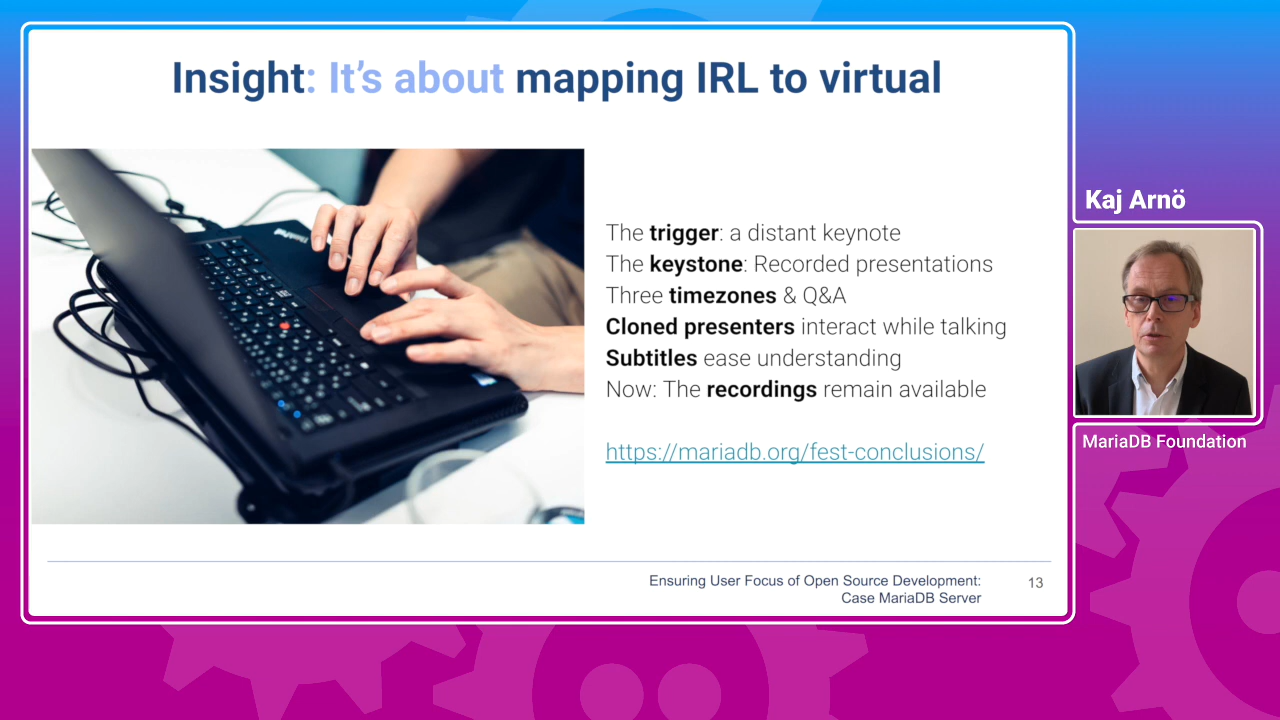 Insight: It's about mapping IRL to virtual
The trigger: a distant keynote
The keystone: Recorded presentations
Three timezones & Q&A
Cloned presenters interact while talking
Subtitles ease understanding
Now: The recordings remain available
https://mariadb.org/fest-conclusions/
Ensuring User Focus of Open Source Development:
Case MariaDB Server
13
Kaj Arnö
MariaDB Foundation